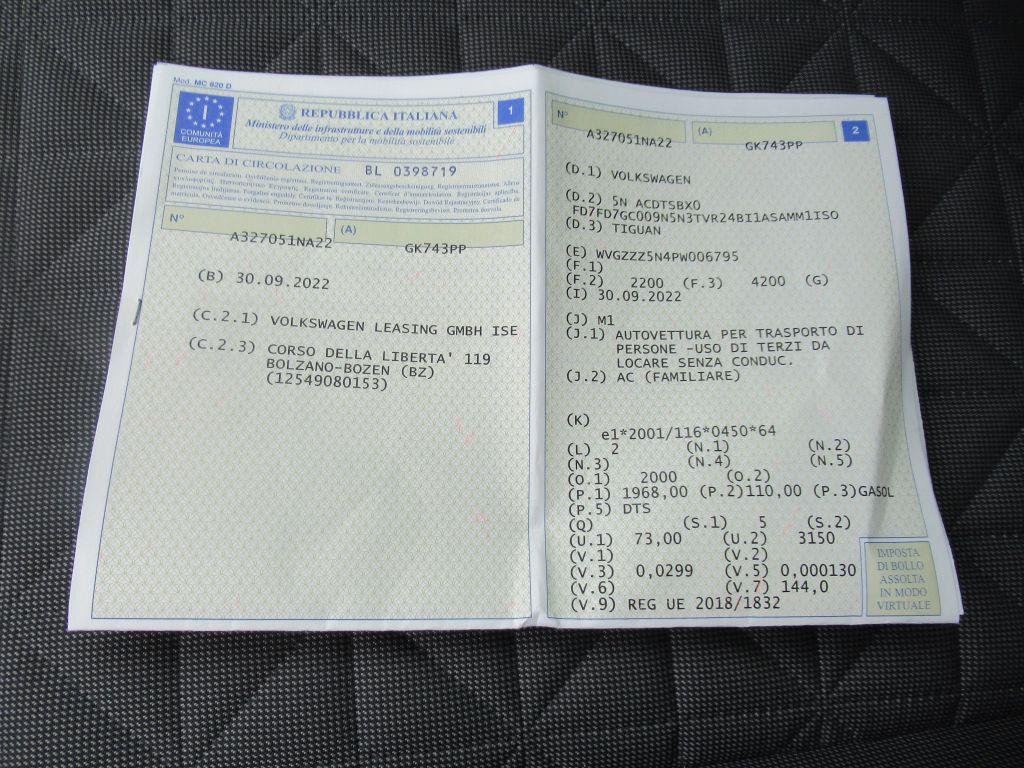 Mod. MC 820 D
COMUNITÀ
EUROPEA
I
REPUBBLICA ITALIANA
1
Ministero delle infrastrutture e della mobilità sostenibili
Dipartimento per la mobilità sostenibile
CARTA DI CIRCOLAZIONE BL 0398719
N° A327051NA22
(A) GK743PP
(B) 30.09.2022
(C.2.1) VOLKSWAGEN LEASING GMBH ISE
(C.2.3) CORSO DELLA LIBERTA' 119
BOLZANO-BOZEN (BZ)
(12549080153)
N° A327051NA22
(A) GK743PP
2
(D.1) VOLKSWAGEN
(D.2) 5N ACDTSBX0
FD7FD7GC009N5N3TVR24BI1ASAMM1ISO
(D.3) TIGUAN
(E) WVGZZZ5N4PW006795
(F.1)
(F.2) 2200 (F.3) 4200 (G)
(I) 30.09.2022
(J) M1
(J.1) AUTOVETTURA PER TRASPORTO DI
PERSONE -USO DI TERZI DA
LOCARE SENZA CONDUC.
(J.2) AC (FAMILIARE)
(K)
e1*2001/116*0450*64
(L) 2 (N.1) (N.2)
(N.3) (N.4) (N.5)
(O.1) 2000 (O.2)
(P.1) 1968,00 (P.2)110,00 (P.3)GASOL
(P.5) DTS
(Q) (S.1) 5 (S.2)
(U.1) 73,00 (U.2) 3150
(V.1) (V.2)
(V.3) 0,0299 (V.5) 0,000130
(V.6) (V.7) 144,0
(V.9) REG UE 2018/1832
IMPOSTA
DI BOLLO
ASSOLTA
IN MODO
VIRTUALE